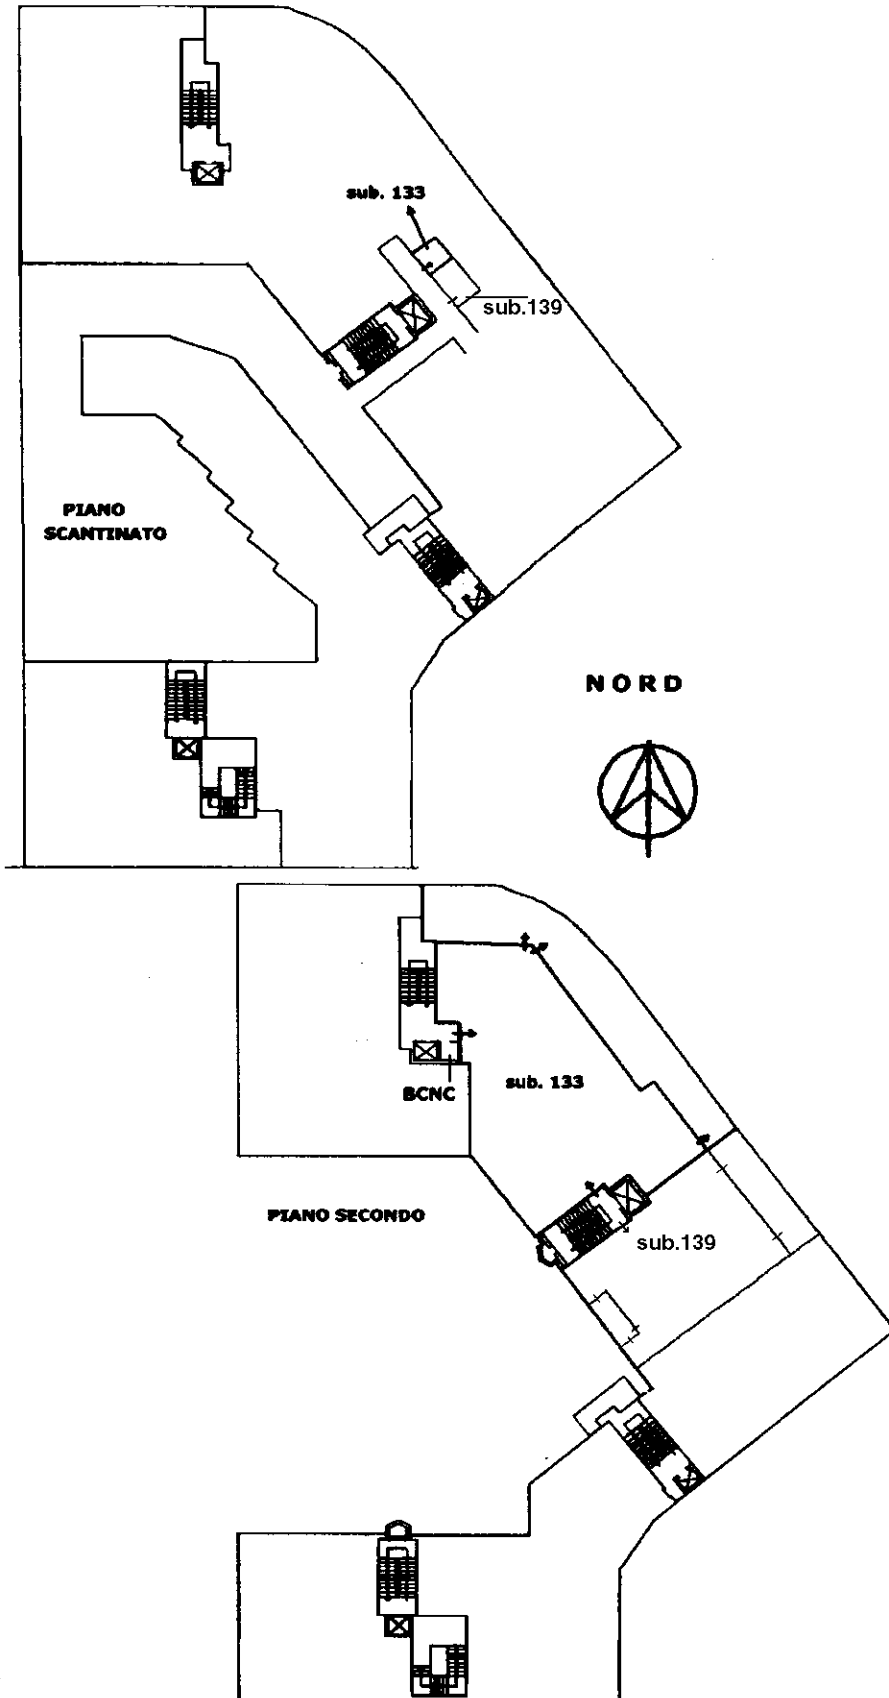 sub. 133
sub.139
PIANO
SCANTINATO
NORD
BCNC
sub. 133
PIANO SECONDO
sub.139